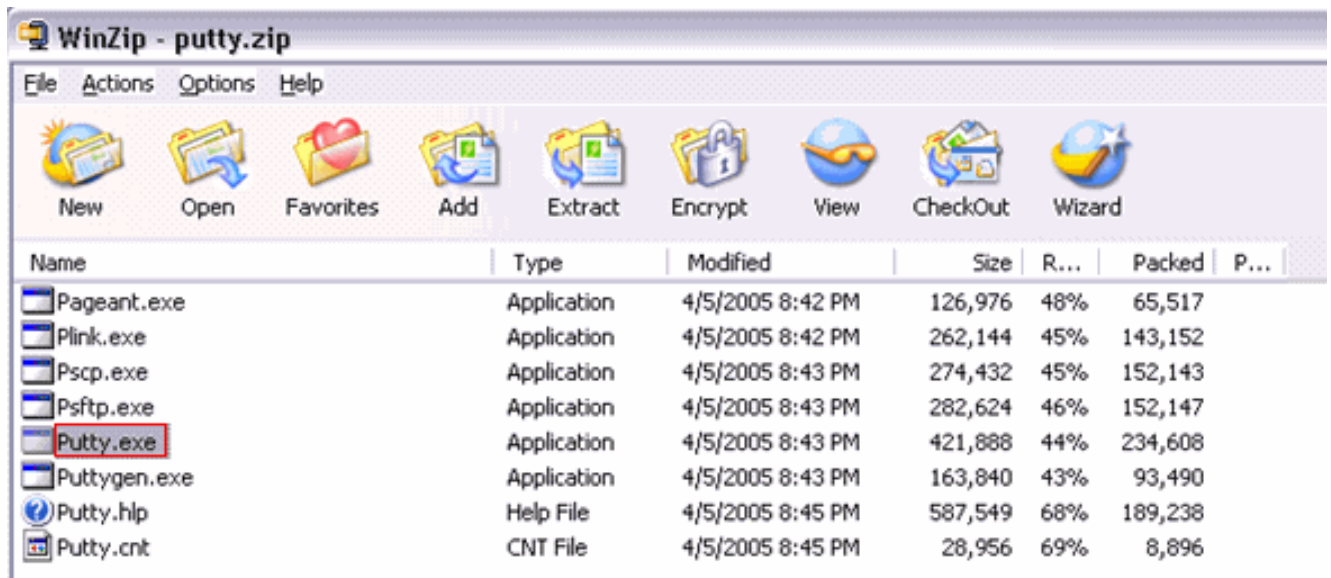 WinZip - putty.zip
File Actions Options Help
New Open Favorites Add Extract Encrypt View CheckOut Wizard
Name Type Modified Size R... Packed P...
Pageant.exe Application 4/5/2005 8:42 PM 126,976 48% 65,517
Plink.exe Application 4/5/2005 8:42 PM 262,144 45% 143,152
Pscp.exe Application 4/5/2005 8:43 PM 274,432 45% 152,143
Psftp.exe Application 4/5/2005 8:43 PM 282,624 46% 152,147
Putty.exe Application 4/5/2005 8:43 PM 421,888 44% 234,608
Puttygen.exe Application 4/5/2005 8:43 PM 163,840 43% 93,490
Putty.hlp Help File 4/5/2005 8:45 PM 587,549 68% 189,238
Putty.cnt CNT File 4/5/2005 8:45 PM 28,956 69% 8,896